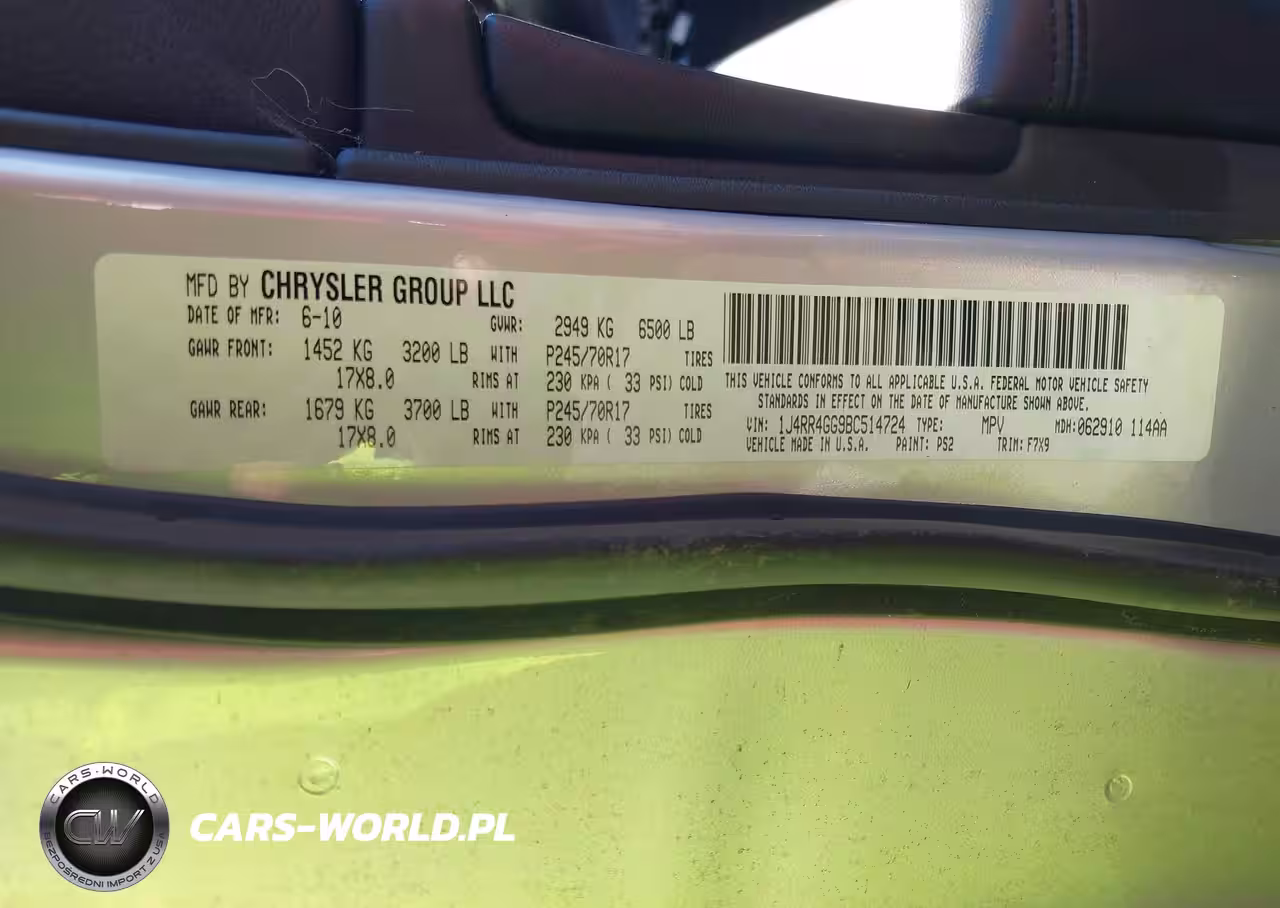 MFD BY CHRYSLER GROUP LLC
DATE OF MFR: 6-10 GVWR: 2949 KG 6500 LB
GAWR FRONT: 1452 KG 3200 LB WITH P245/70R17 TIRES
17X8.0 RIMS AT 230 KPA ( 33 PSI) COLD
GAWR REAR: 1679 KG 3700 LB WITH P245/70R17 TIRES
17X8.0 RIMS AT 230 KPA ( 33 PSI) COLD
THIS VEHICLE CONFORMS TO ALL APPLICABLE U.S.A. FEDERAL MOTOR VEHICLE SAFETY
STANDARDS IN EFFECT ON THE DATE OF MANUFACTURE SHOWN ABOVE.
VIN: 1J4RR4GG9BC514724 TYPE: MPV MDH:062910 114AA
VEHICLE MADE IN U.S.A. PAINT: PS2 TRIM: F7X9
CARS-WORLD
CW
BEZPOŚREDNI IMPORT Z USA
CARS-WORLD.PL